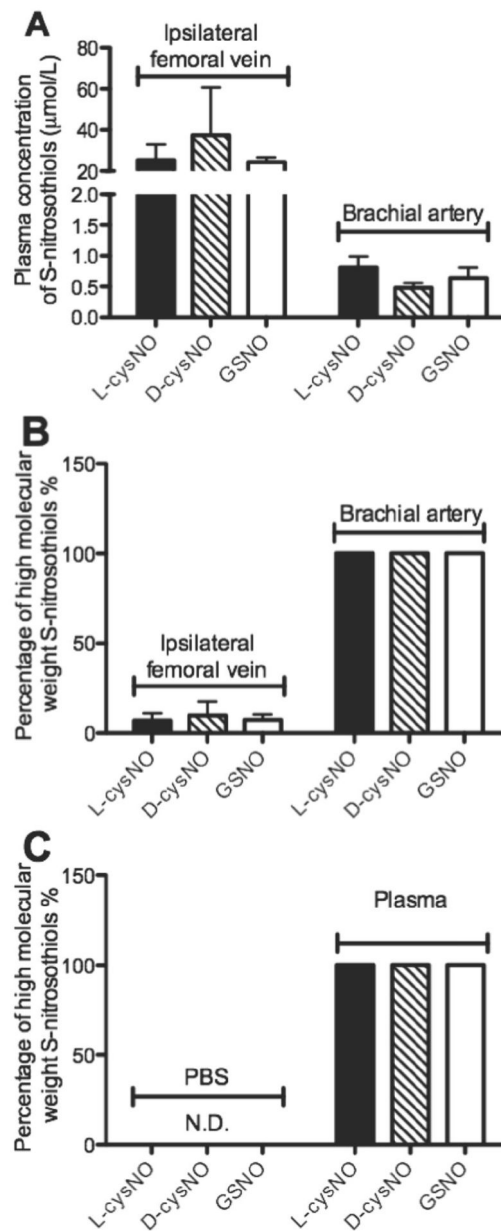 A
Ipsilateral
femoral vein
Plasma concentration
of S-nitrosothiols (μmol/L)
80
60
40
20
2.0
1.5
1.0
0.5
0.0
Brachial artery
L-cysNO
D-cysNO
GSNO
L-cysNO
D-cysNO
GSNO
B
Percentage of high molecular
weight S-nitrosothiols %
150
100
50
0
Ipsilateral
femoral vein
Brachial artery
L-cysNO
D-cysNO
GSNO
L-cysNO
D-cysNO
GSNO
C
Percentage of high molecular
weight S-nitrosothiols %
150
100
50
0
PBS
N.D.
Plasma
L-cysNO
D-cysNO
GSNO
L-cysNO
D-cysNO
GSNO